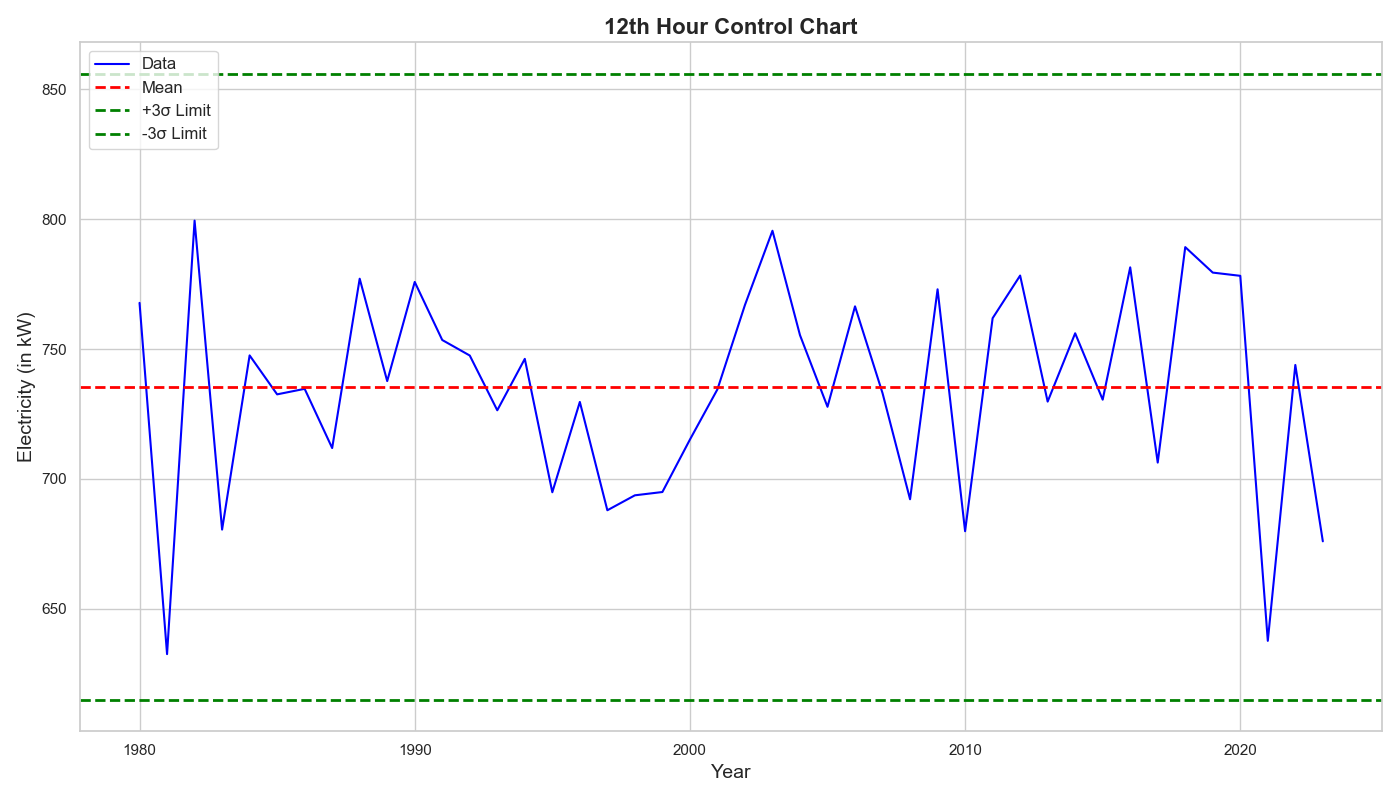 12th Hour Control Chart
Data
Mean
+3σ Limit
-3σ Limit
850
800
750
700
650
Electricity (in kW)
1980
1990
2000
2010
2020
Year